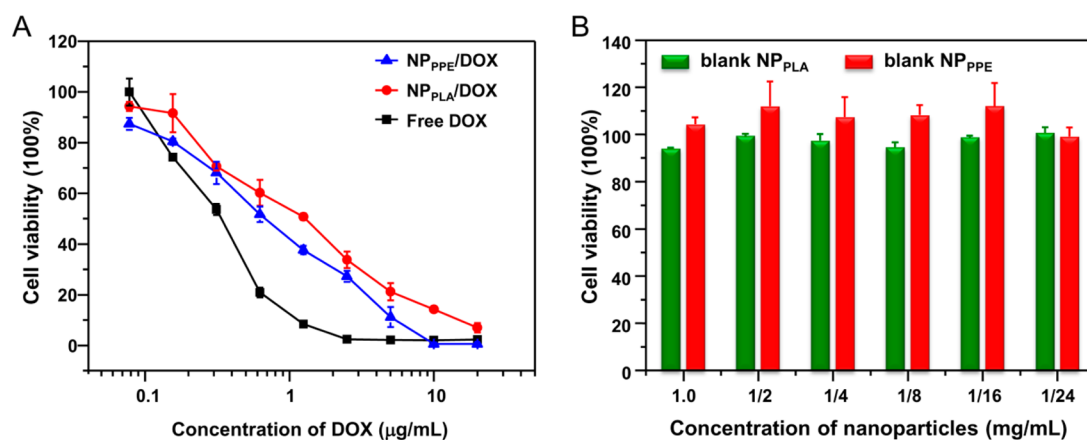 A
120
100
80
60
40
20
0
Cell viability (100%)
NPPPE/DOX
NPPLA/DOX
Free DOX
0.1
1
10
Concentration of DOX (μg/mL)
B
140
120
100
80
60
40
20
0
Cell viability (100%)
blank NPPLA
blank NPPPE
1.0
1/2
1/4
1/8
1/16
1/24
Concentration of nanoparticles (mg/mL)